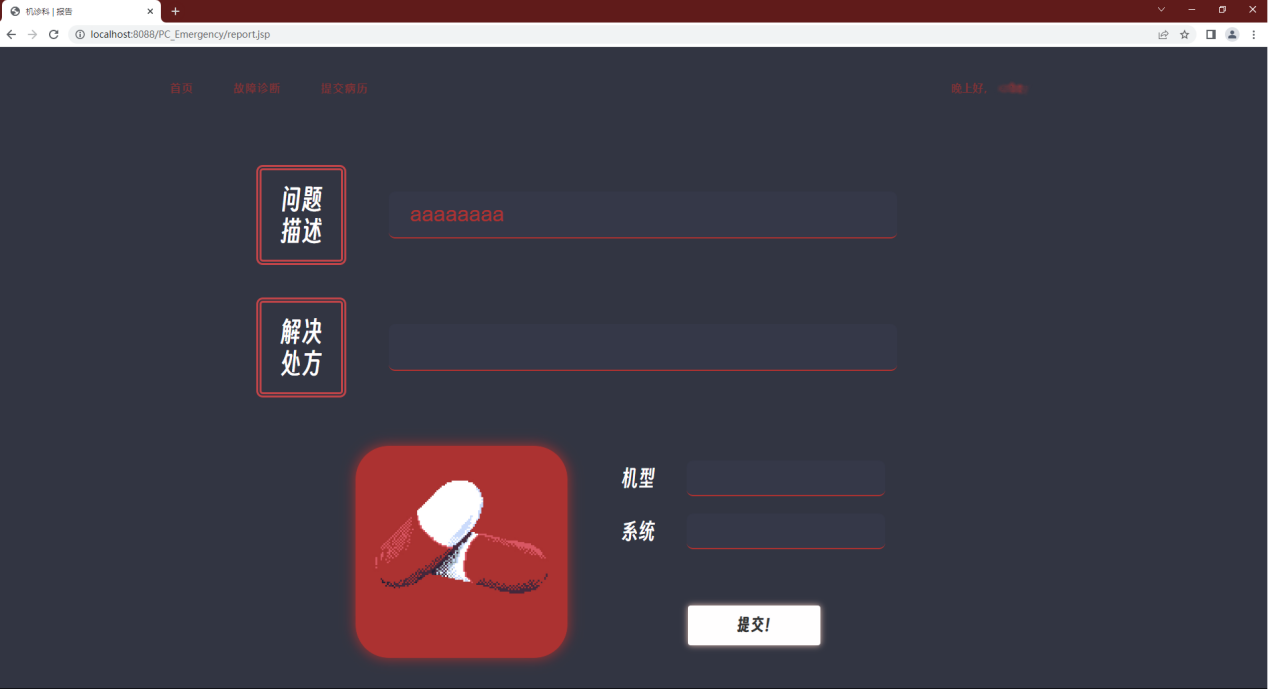 机诊科 | 报告
localhost:8088/PC_Emergency/report.jsp
首页 故障诊断 提交病历 晚上好,
问题
描述
aaaaaaaa
解决
处方
机型
系统
提交!